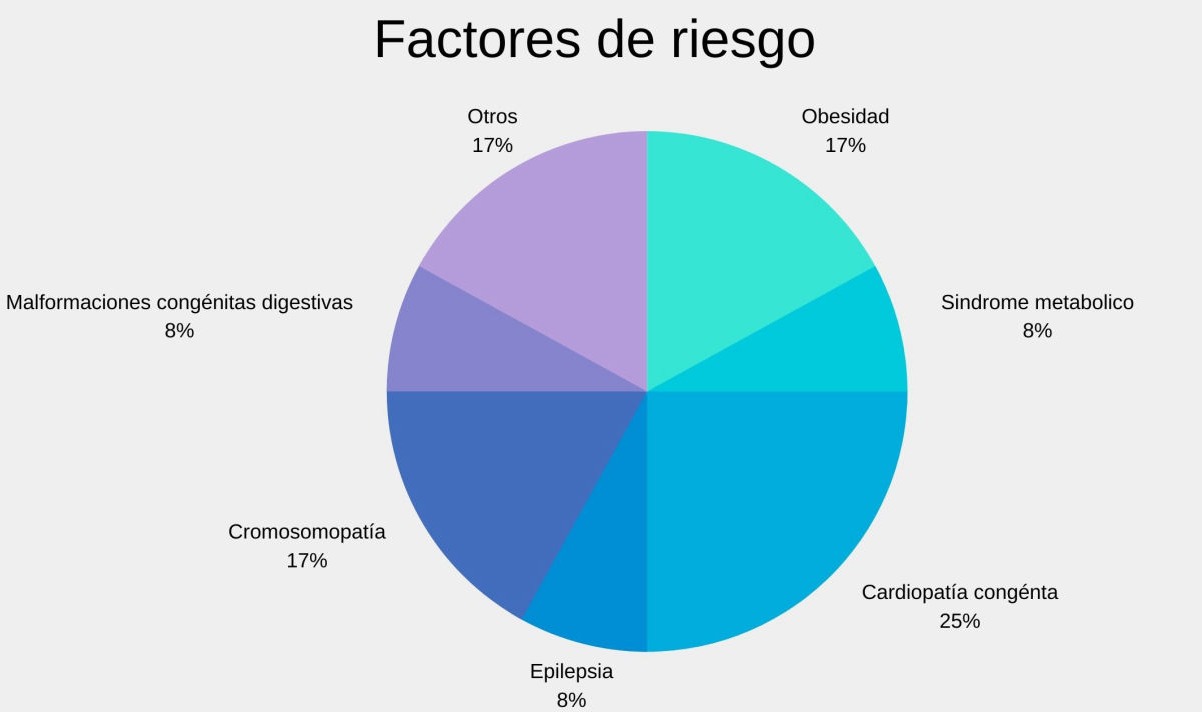 Factores de riesgo
Otros
17%
Obesidad
17%
Malformaciones congénitas digestivas
8%
Sindrome metabolico
8%
Cromosomopatía
17%
Cardiopatía congénta
25%
Epilepsia
8%